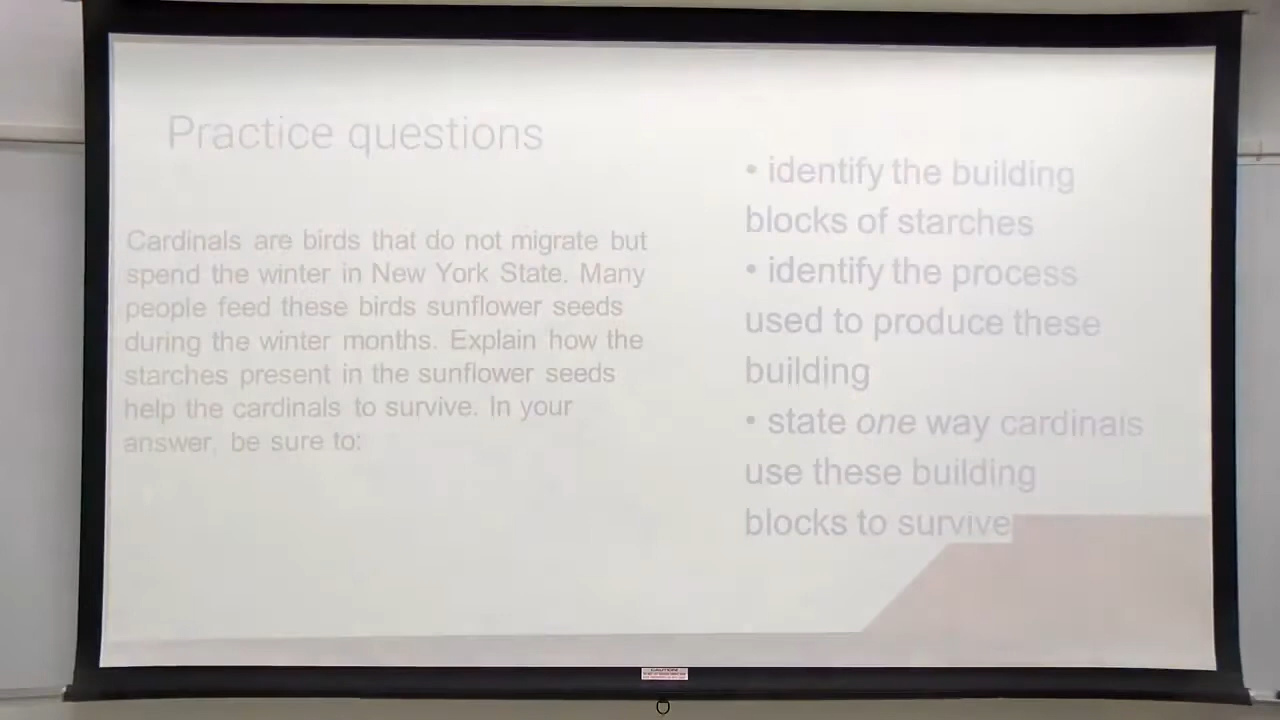 Practice questions
Cardinals are birds that do not migrate but
spend the winter in New York State. Many
people feed these birds sunflower seeds
during the winter months. Explain how the
starches present in the sunflower seeds
help the cardinals to survive. In your
answer, be sure to:
• identify the building
blocks of starches
• identify the process
used to produce these
building
• state one way cardinals
use these building
blocks to survive